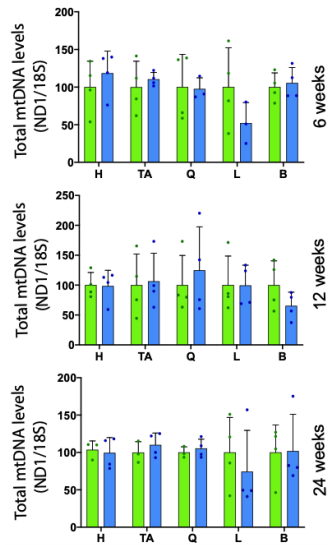 Total mtDNA levels
(ND1/18S)
200
150
100
50
0
H TA Q L B
6 weeks
Total mtDNA levels
(ND1/18S)
250
200
150
100
50
0
H TA Q L B
12 weeks
Total mtDNA levels
(ND1/18S)
200
150
100
50
0
H TA Q L B
24 weeks